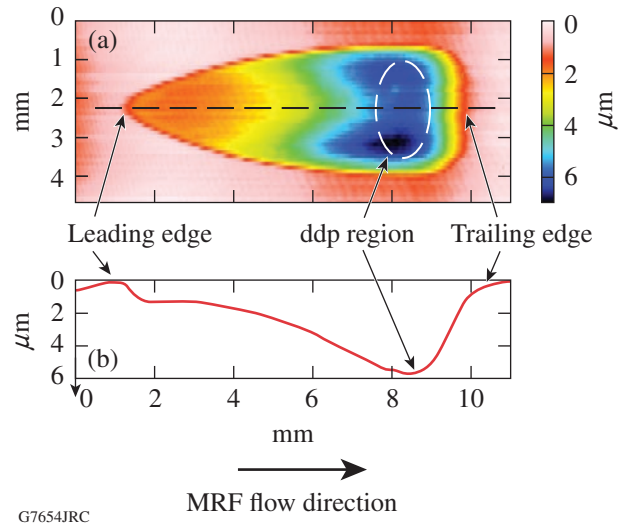 (a)
0
1
2
3
4
mm
0
2
4
6
μm
Leading edge
ddp region
Trailing edge
0
2
4
6
μm
(b)
0 2 4 6 8 10
mm
MRF flow direction
G7654JRC